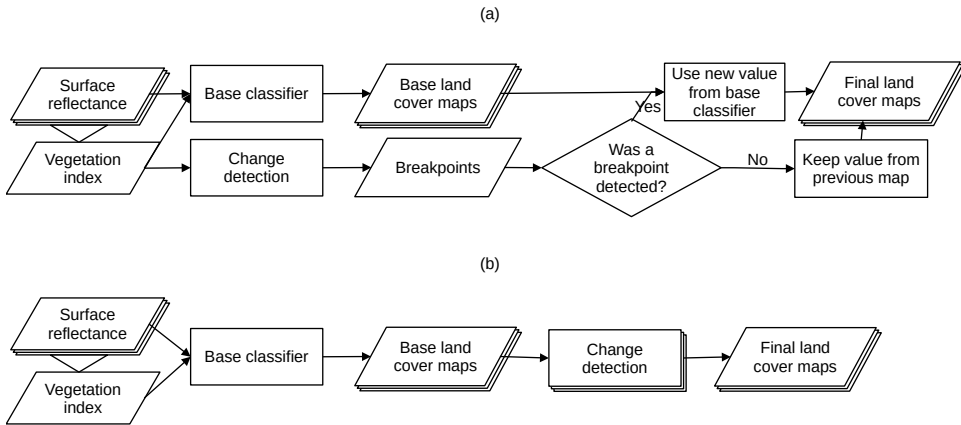 (a)
Surface
reflectance
Base classifier
Base land
cover maps
Use new value
from base
classifier
Final land
cover maps
Yes
Vegetation
index
Change
detection
Breakpoints
Was a
breakpoint
detected?
No
Keep value from
previous map
(b)
Surface
reflectance
Base classifier
Base land
cover maps
Change
detection
Final land
cover maps
Vegetation
index